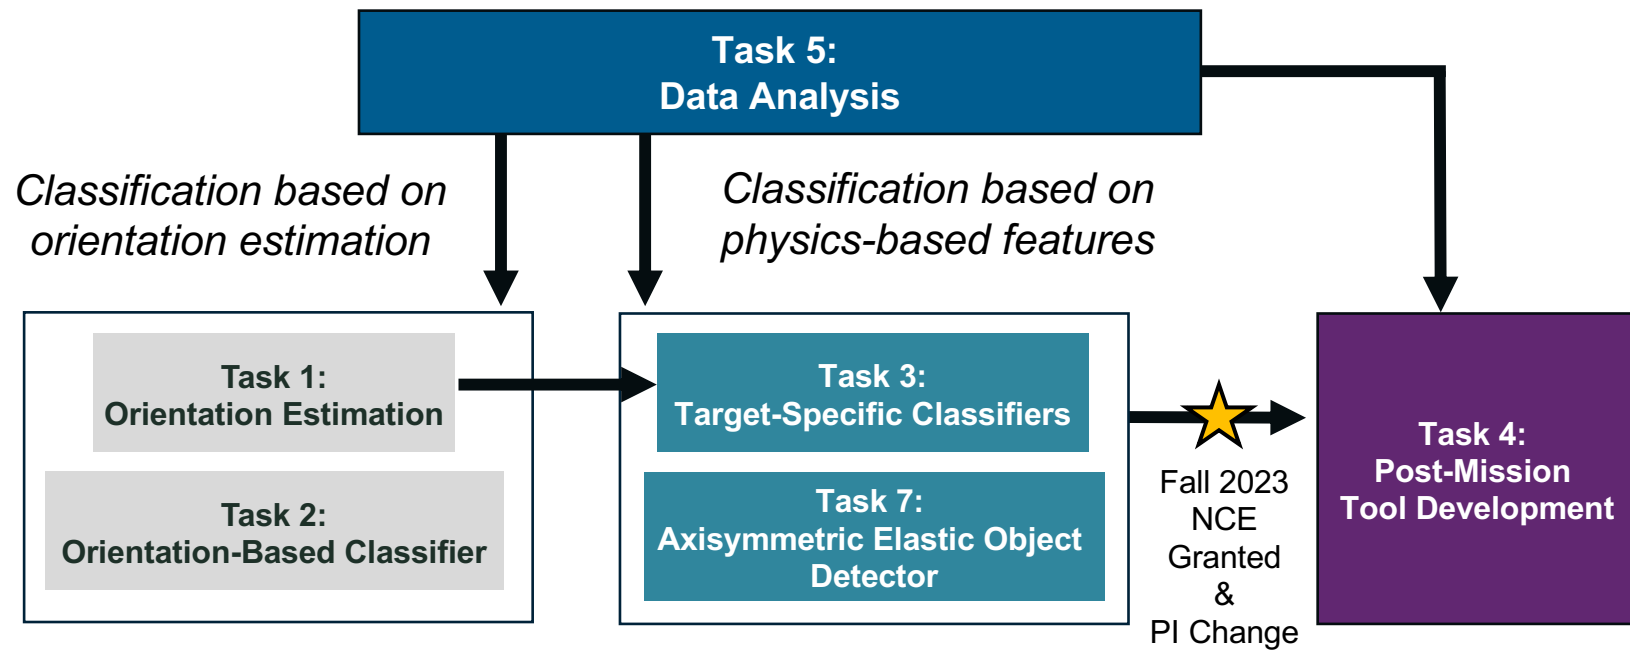 Task 5:
Data Analysis
Classification based on
orientation estimation
Classification based on
physics-based features
Task 1:
Orientation Estimation
Task 2:
Orientation-Based Classifier
Task 3:
Target-Specific Classifiers
Task 7:
Axisymmetric Elastic Object
Detector
Fall 2023
NCE
Granted
&
PI Change
Task 4:
Post-Mission
Tool Development